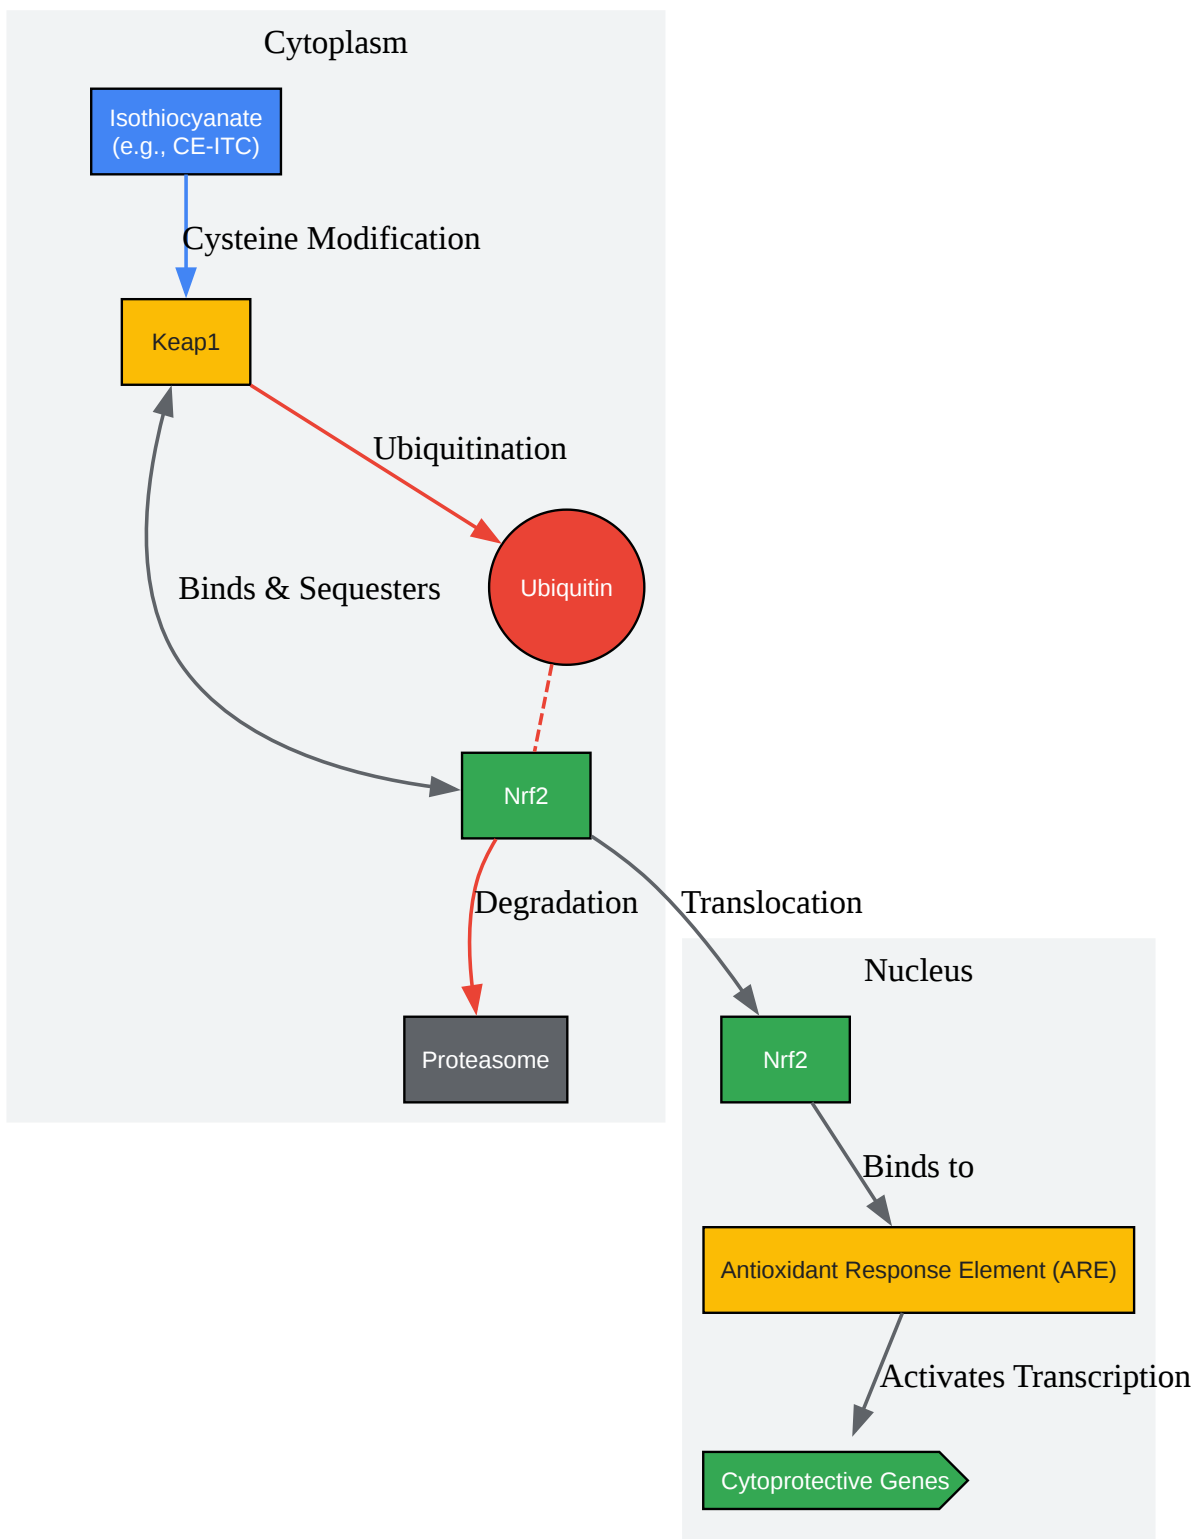 Cytoplasm
Isothiocyanate
(e.g., CE-ITC)
Cysteine Modification
Keap1
Ubiquitination
Binds & Sequesters
Ubiquitin
Nrf2
Degradation
Translocation
Nucleus
Proteasome
Nrf2
Binds to
Antioxidant Response Element (ARE)
Activates Transcription
Cytoprotective Genes